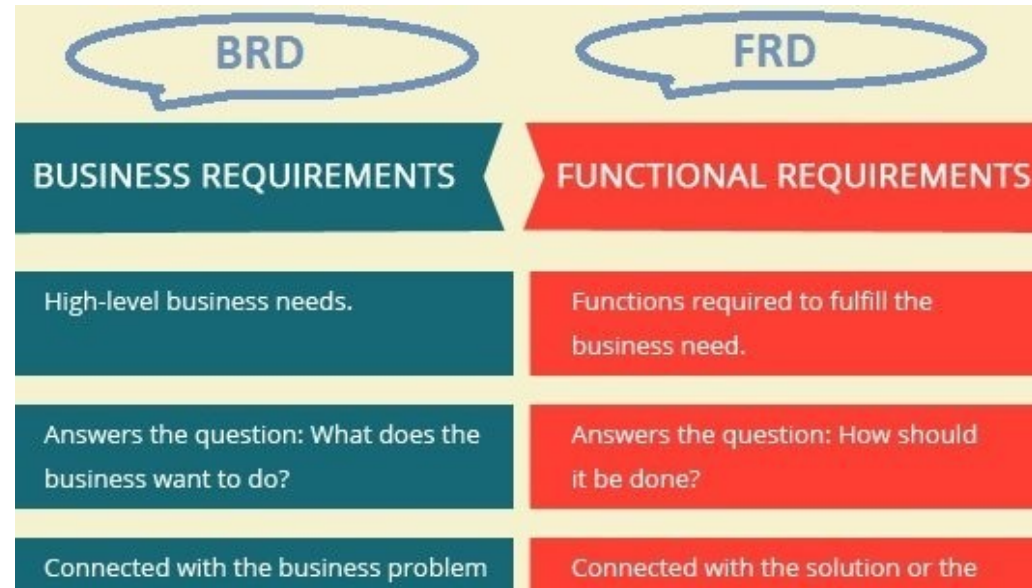 BRD
FRD
BUSINESS REQUIREMENTS
FUNCTIONAL REQUIREMENTS
High-level business needs.
Functions required to fulfill the
business need.
Answers the question: What does the
business want to do?
Answers the question: How should
it be done?
Connected with the business problem
Connected with the solution or the